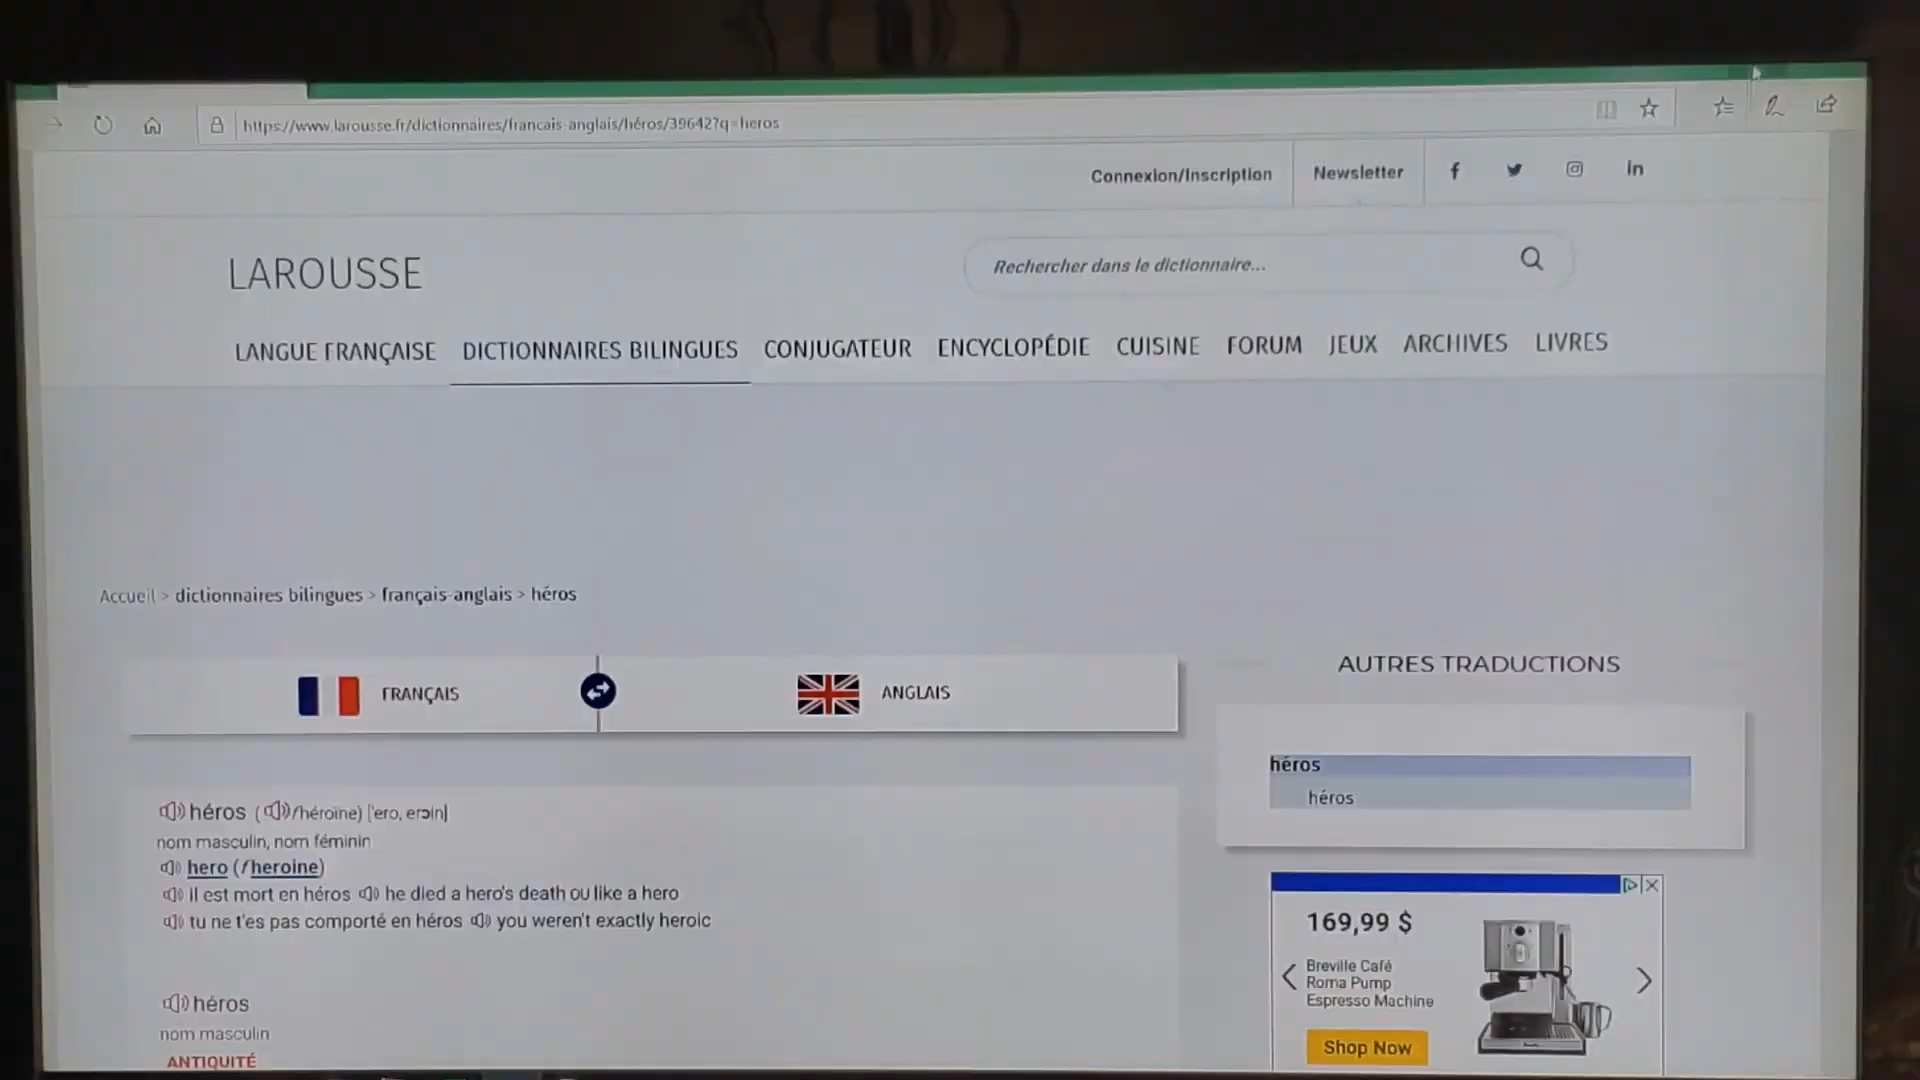 https://www.larousse.fr/dictionnaires/francais-anglais/héros/39642?q=heros
Connexion/Inscription
Newsletter
LAROUSSE
Rechercher dans le dictionnaire...
LANGUE FRANÇAISE DICTIONNAIRES BILINGUES CONJUGATEUR ENCYCLOPÉDIE CUISINE FORUM JEUX ARCHIVES LIVRES
Accueil > dictionnaires bilingues > français-anglais > héros
FRANÇAIS
ANGLAIS
héros (f héroïne) ['ero, erɔin]
nom masculin, nom féminin
hero (f heroine)
il est mort en héros he died a hero's death ou like a hero
tu ne t'es pas comporté en héros you weren't exactly heroic
héros
nom masculin
ANTIQUITÉ
AUTRES TRADUCTIONS
héros
héros
169,99 $
Breville Café
Roma Pump
Espresso Machine
Shop Now